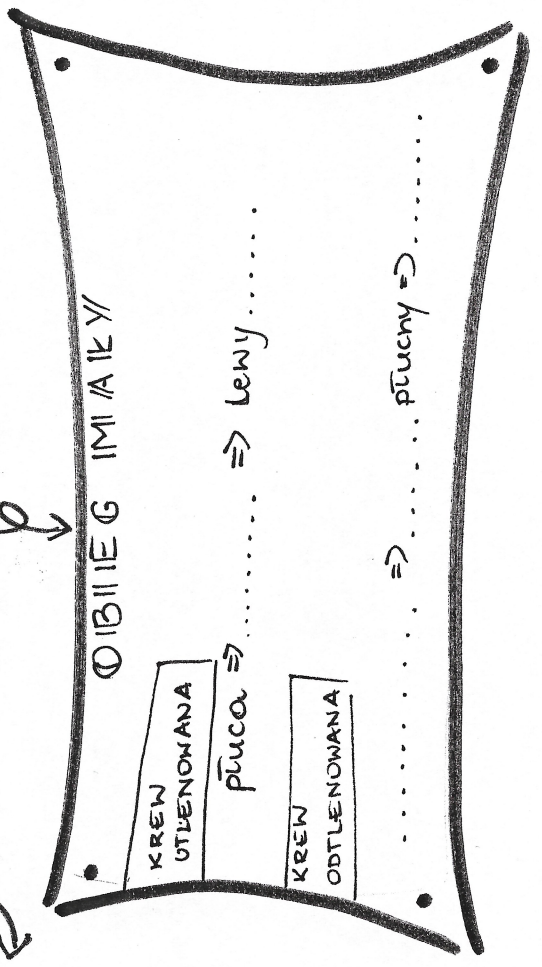 OBIEG MAŁY
KREW
UTLENOWANA
płuca => .......... => Lewy.......
KREW
ODTLENOWANA
.......... => ........ płucny => ........